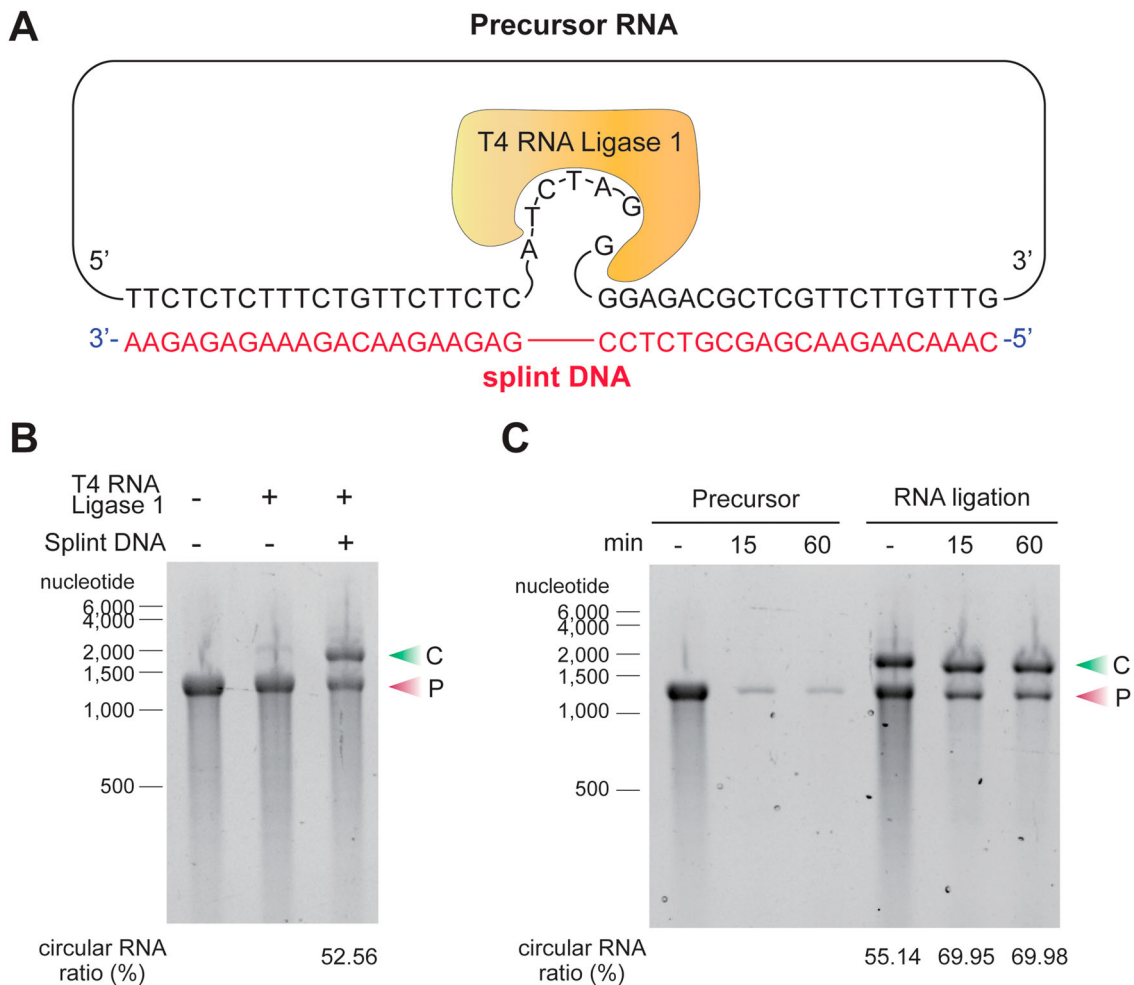 A
Precursor RNA
T4 RNA Ligase 1
A T C T A G G
5’
3’
TTCTCTCTTTCTGTTCTTCTC
GGAGACGCTCGTTCTTGTTTG
3’-
AAGAGAGAAAGACAAGAAGAG
CCTCTGCGAGCAAGAACAAAC
-5’
splint DNA
B
T4 RNA
Ligase 1
- + +
Splint DNA
- - +
nucleotide
6,000
4,000
2,000
1,500
1,000
500
C
P
circular RNA
ratio (%)
52.56
C
Precursor
RNA ligation
min - 15 60 - 15 60
nucleotide
6,000
4,000
2,000
1,500
1,000
500
C
P
circular RNA
ratio (%)
55.14 69.95 69.98